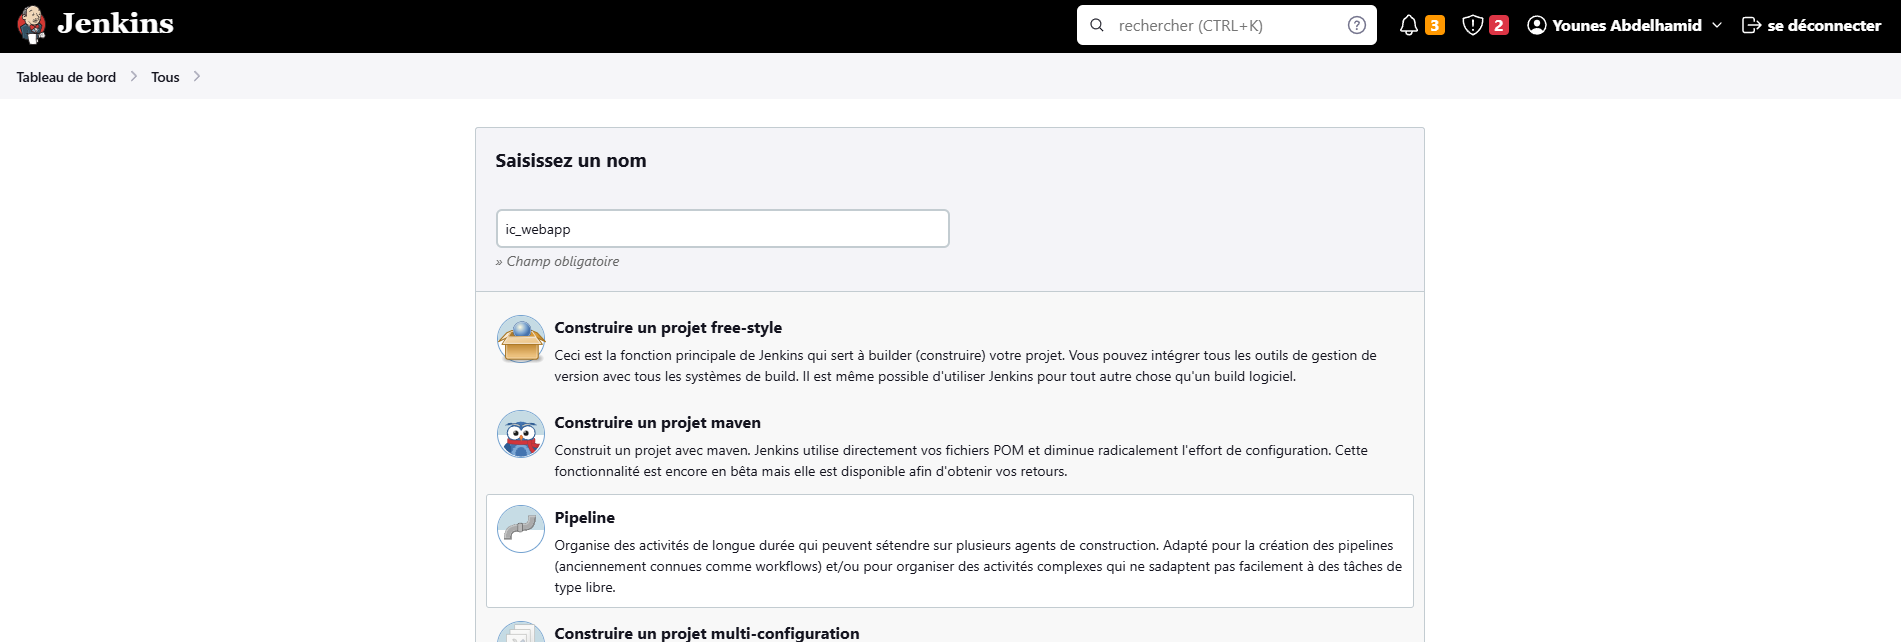 Jenkins
rechercher (CTRL+K)
3
2
Younes Abdelhamid
se déconnecter
Tableau de bord
Tous
Saisissez un nom
ic_webapp
» Champ obligatoire
Construire un projet free-style
Ceci est la fonction principale de Jenkins qui sert à builder (construire) votre projet. Vous pouvez intégrer tous les outils de gestion de
version avec tous les systèmes de build. Il est même possible d'utiliser Jenkins pour tout autre chose qu'un build logiciel.
Construire un projet maven
Construit un projet avec maven. Jenkins utilise directement vos fichiers POM et diminue radicalement l'effort de configuration. Cette
fonctionnalité est encore en bêta mais elle est disponible afin d'obtenir vos retours.
Pipeline
Organise des activités de longue durée qui peuvent sétendre sur plusieurs agents de construction. Adapté pour la création des pipelines
(anciennement connues comme workflows) et/ou pour organiser des activités complexes qui ne sadaptent pas facilement à des tâches de
type libre.
Construire un projet multi-configuration